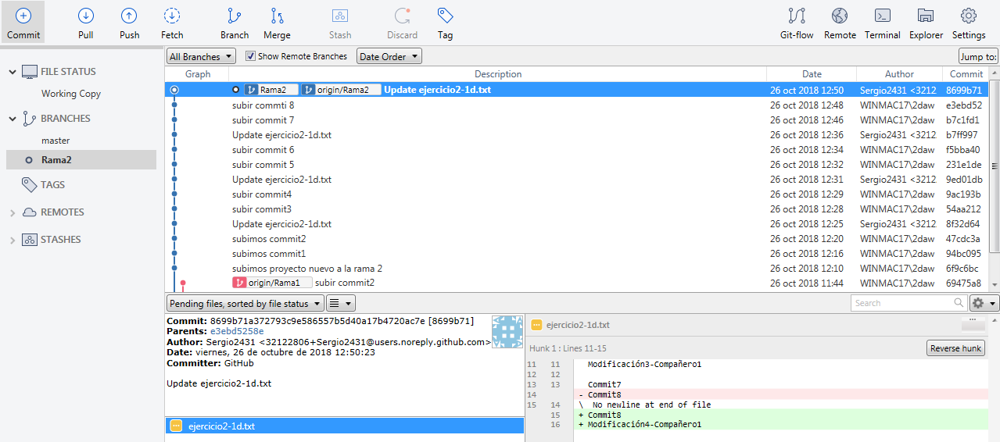 Commit Pull Push Fetch Branch Merge Stash Discard Tag Git-flow Remote Terminal Explorer Settings
All Branches Show Remote Branches Date Order Jump to:
FILE STATUS
Working Copy
BRANCHES
master
Rama2
TAGS
REMOTES
STASHES
Graph Description Date Author Commit
Rama2 origin/Rama2 Update ejercicio2-1d.txt 26 oct 2018 12:50 Sergio2431 <3212 8699b71
subir commti 8 26 oct 2018 12:48 WINMAC17\2daw e3ebd52
subir commit 7 26 oct 2018 12:46 WINMAC17\2daw b7c1fd1
Update ejercicio2-1d.txt 26 oct 2018 12:36 Sergio2431 <3212 b7ff997
subir commit 6 26 oct 2018 12:34 WINMAC17\2daw f5bba40
subir commit 5 26 oct 2018 12:32 WINMAC17\2daw 231e1de
Update ejercicio2-1d.txt 26 oct 2018 12:31 Sergio2431 <3212 9ed01db
subir commit4 26 oct 2018 12:29 WINMAC17\2daw 9ac193b
subir commit3 26 oct 2018 12:28 WINMAC17\2daw 54aa212
Update ejercicio2-1d.txt 26 oct 2018 12:25 Sergio2431 <3212 8f32d64
subimos commit2 26 oct 2018 12:20 WINMAC17\2daw 47cdc3a
subimos commit1 26 oct 2018 12:16 WINMAC17\2daw 94bc095
subimos proyecto nuevo a la rama 2 26 oct 2018 12:10 WINMAC17\2daw 6f9c6bc
origin/Rama1 subir commit2 26 oct 2018 11:44 WINMAC17\2daw 69475a8
Pending files, sorted by file status Search
Commit: 8699b71a372793c9e586557b5d40a17b4720ac7e [8699b71]
Parents: e3ebd5258e
Author: Sergio2431 <32122806+Sergio2431@users.noreply.github.com>
Date: viernes, 26 de octubre de 2018 12:50:23
Committer: GitHub
Update ejercicio2-1d.txt
ejercicio2-1d.txt
ejercicio2-1d.txt
Hunk 1 : Lines 11-15 Reverse hunk
11 11 Modificación3-Compañero1
12 12
13 13 Commit7
14 - Commit8
15 14 \ No newline at end of file
15 + Commit8
16 + Modificación4-Compañero1